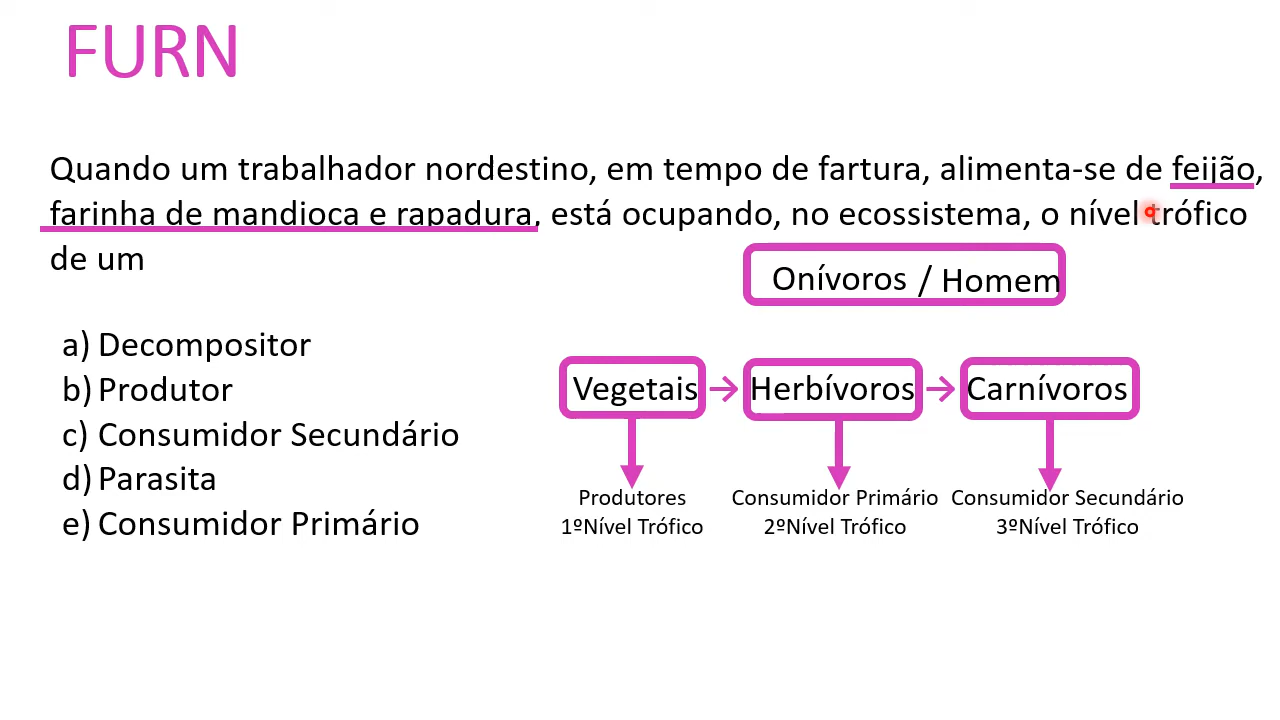 FURN
Quando um trabalhador nordestino, em tempo de fartura, alimenta-se de feijão,
farinha de mandioca e rapadura, está ocupando, no ecossistema, o nível trófico
de um
Onívoros / Homem
a) Decompositor
b) Produtor
c) Consumidor Secundário
d) Parasita
e) Consumidor Primário
Vegetais → Herbívoros → Carnívoros
Produtores Consumidor Primário Consumidor Secundário
1ºNível Trófico 2ºNível Trófico 3ºNível Trófico